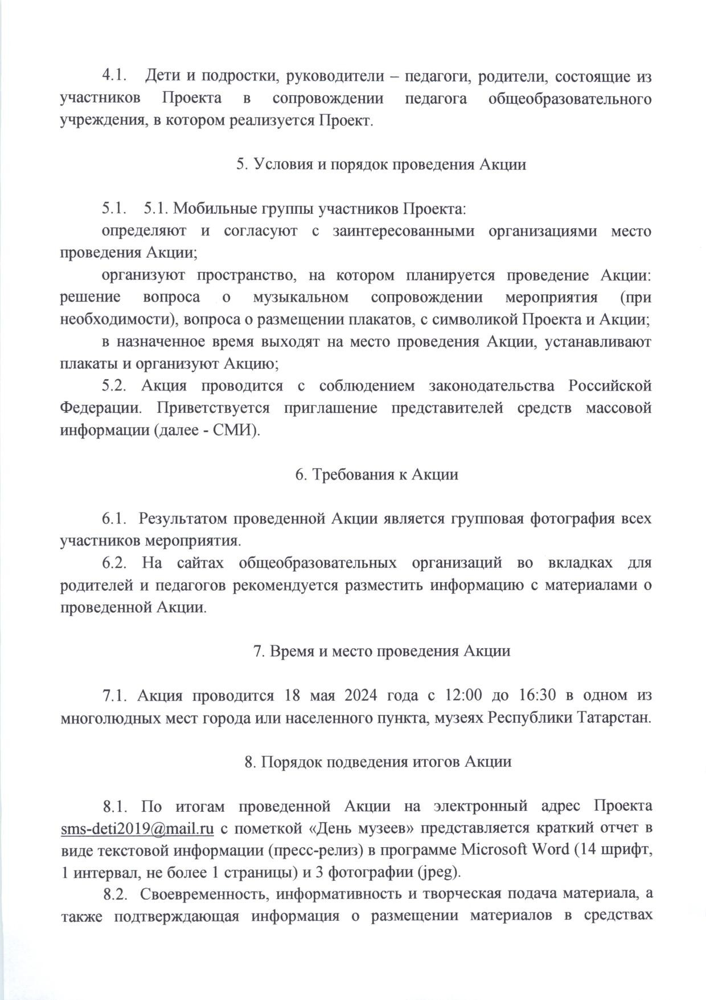 4.1. Дети и подростки, руководители – педагоги, родители, состоящие из
участников Проекта в сопровождении педагога общеобразовательного
учреждения, в котором реализуется Проект.
5. Условия и порядок проведения Акции
5.1. 5.1. Мобильные группы участников Проекта:
определяют и согласуют с заинтересованными организациями место
проведения Акции;
организуют пространство, на котором планируется проведение Акции:
решение вопроса о музыкальном сопровождении мероприятия (при
необходимости), вопроса о размещении плакатов, с символикой Проекта и Акции;
в назначенное время выходят на место проведения Акции, устанавливают
плакаты и организуют Акцию;
5.2. Акция проводится с соблюдением законодательства Российской
Федерации. Приветствуется приглашение представителей средств массовой
информации (далее - СМИ).
6. Требования к Акции
6.1. Результатом проведенной Акции является групповая фотография всех
участников мероприятия.
6.2. На сайтах общеобразовательных организаций во вкладках для
родителей и педагогов рекомендуется разместить информацию с материалами о
проведенной Акции.
7. Время и место проведения Акции
7.1. Акция проводится 18 мая 2024 года с 12:00 до 16:30 в одном из
многолюдных мест города или населенного пункта, музеях Республики Татарстан.
8. Порядок подведения итогов Акции
8.1. По итогам проведенной Акции на электронный адрес Проекта
sms-deti2019@mail.ru с пометкой «День музеев» представляется краткий отчет в
виде текстовой информации (пресс-релиз) в программе Microsoft Word (14 шрифт,
1 интервал, не более 1 страницы) и 3 фотографии (jpeg).
8.2. Своевременность, информативность и творческая подача материала, а
также подтверждающая информация о размещении материалов в средствах